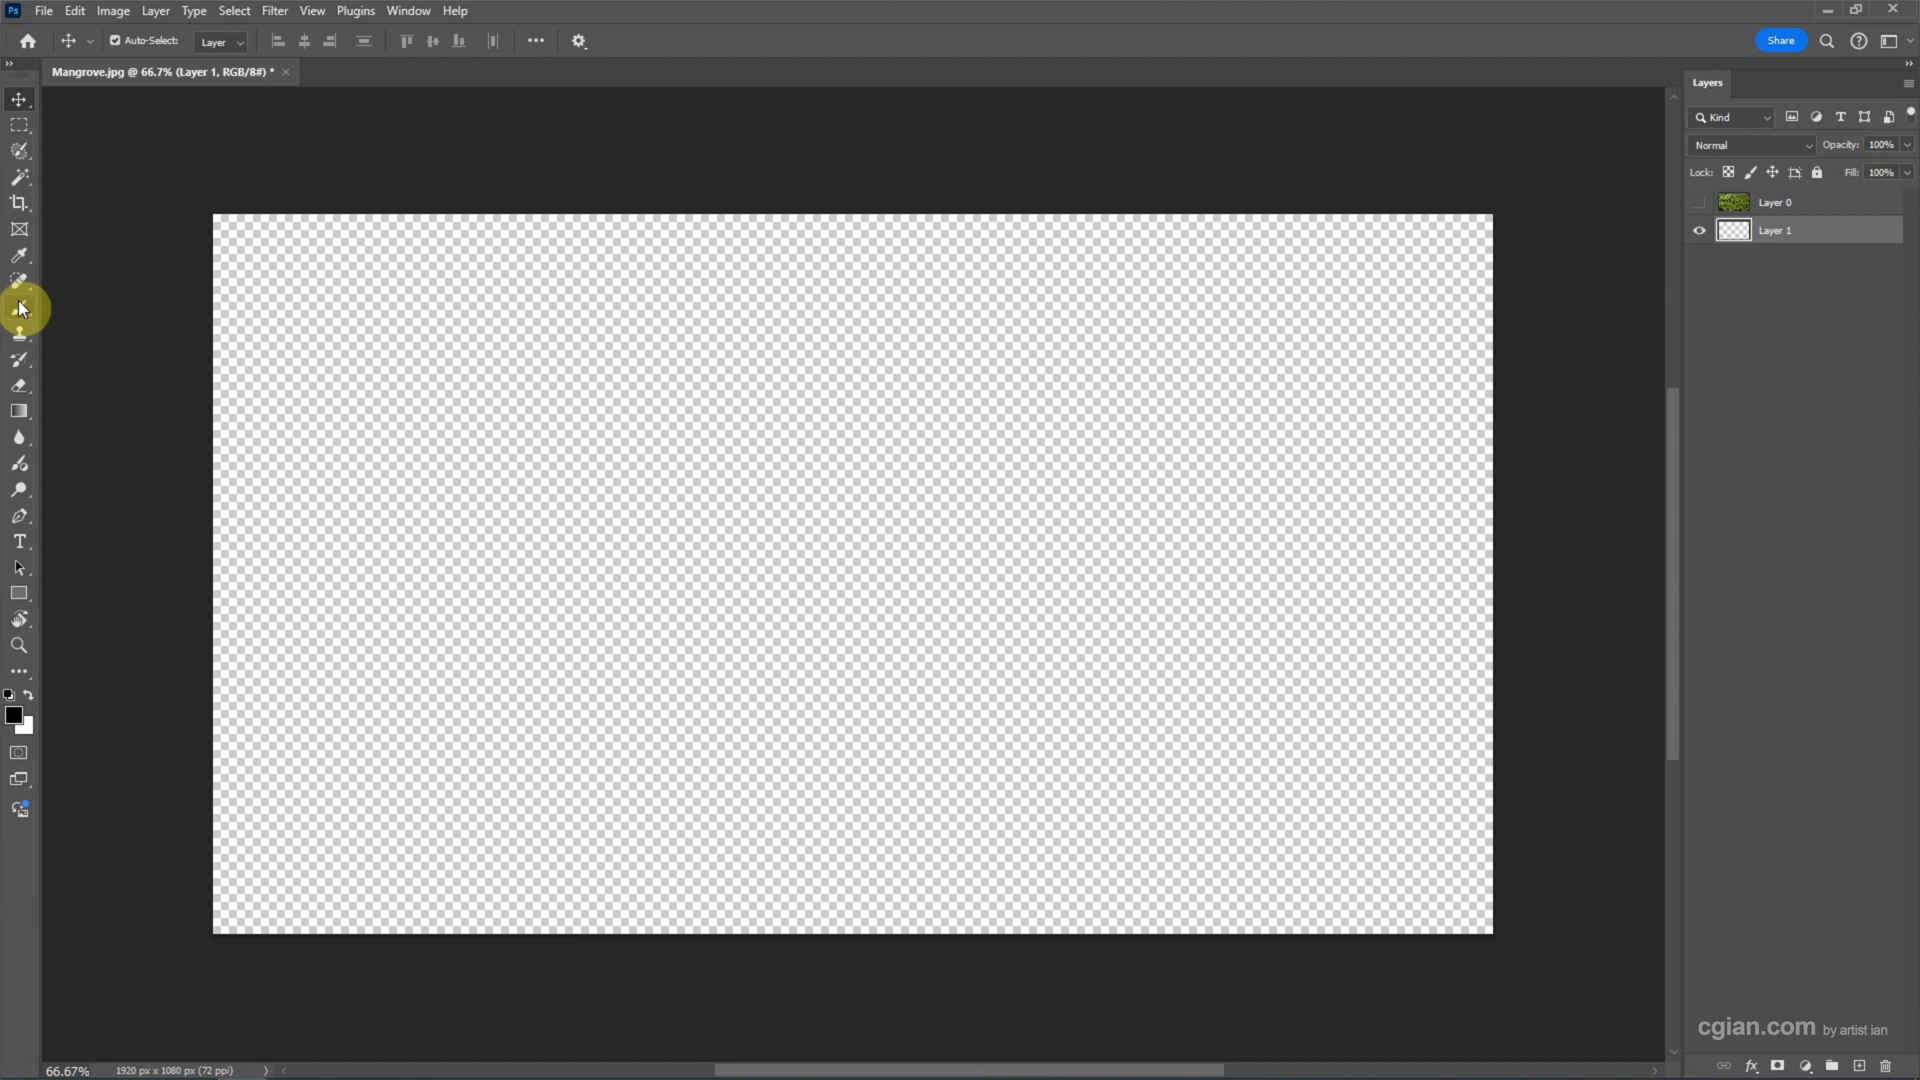 Ps File Edit Image Layer Type Select Filter View Plugins Window Help
Auto-Select: Layer Share
Mangrove.jpg @ 66.7% (Layer 1, RGB/8#) * ×
Layers
Kind
Normal Opacity: 100%
Lock: Fill: 100%
Layer 0
Layer 1
cgian.com by artist ian
66.67% 1920 px x 1080 px (72 ppi)